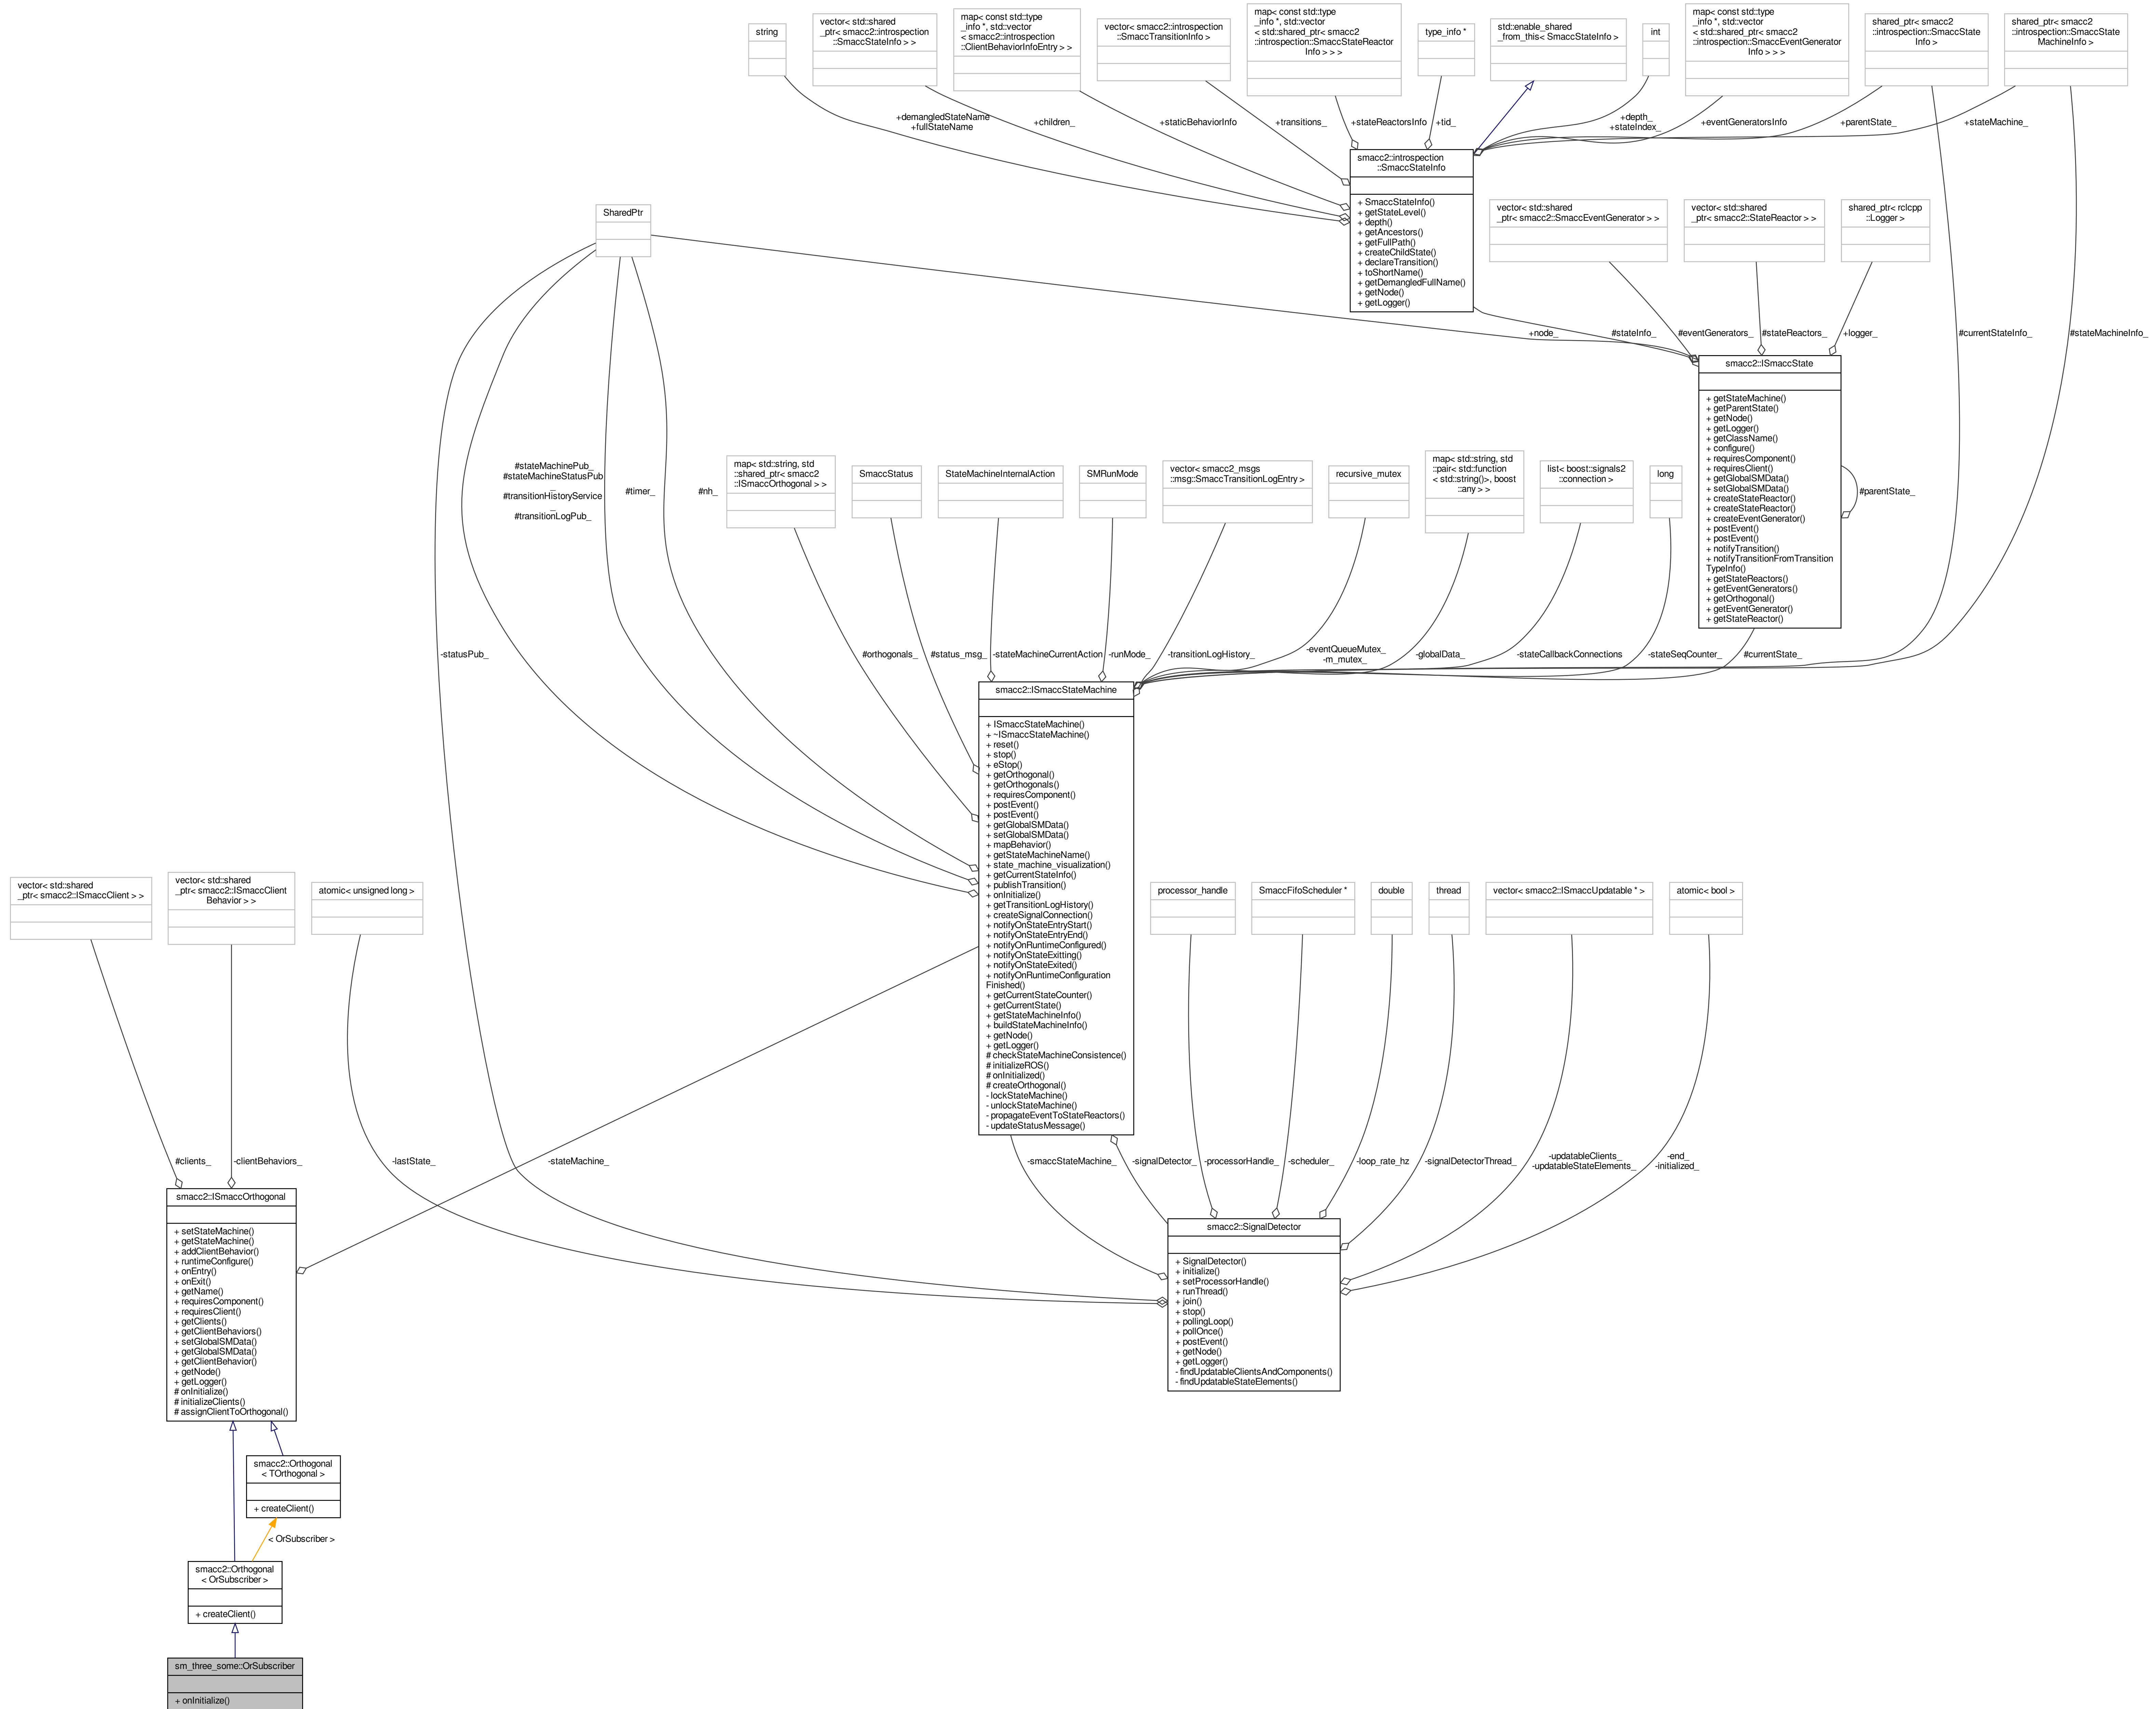 string
vector< std::shared
_ptr< smacc2::introspection
::SmaccStateInfo > >
map< const std::type
_info *, std::vector
< smacc2::introspection
::ClientBehaviorInfoEntry > >
vector< smacc2::introspection
::SmaccTransitionInfo >
map< const std::type
_info *, std::vector
< std::shared_ptr< smacc2
::introspection::SmaccStateReactor
Info > > >
type_info *
std::enable_shared
_from_this< SmaccStateInfo >
int
map< const std::type
_info *, std::vector
< std::shared_ptr< smacc2
::introspection::SmaccEventGenerator
Info > > >
shared_ptr< smacc2
::introspection::SmaccState
Info >
shared_ptr< smacc2
::introspection::SmaccState
MachineInfo >
+demangledStateName
+fullStateName
+children_
+staticBehaviorInfo
+transitions_
+stateReactorsInfo
+tid_
+depth_
+stateIndex_
+eventGeneratorsInfo
+parentState_
+stateMachine_
smacc2::introspection
::SmaccStateInfo
+ SmaccStateInfo()
+ getStateLevel()
+ depth()
+ getAncestors()
+ getFullPath()
+ createChildState()
+ declareTransition()
+ toShortName()
+ getDemangledFullName()
+ getNode()
+ getLogger()
SharedPtr
vector< std::shared
_ptr< smacc2::SmaccEventGenerator > >
vector< std::shared
_ptr< smacc2::StateReactor > >
shared_ptr< rclcpp
::Logger >
+node_
#stateInfo_
#eventGenerators_
#stateReactors_
+logger_
#currentStateInfo_
#stateMachineInfo_
smacc2::ISmaccState
+ getStateMachine()
+ getParentState()
+ getNode()
+ getLogger()
+ getClassName()
+ configure()
+ requiresComponent()
+ requiresClient()
+ getGlobalSMData()
+ setGlobalSMData()
+ createStateReactor()
+ createStateReactor()
+ createEventGenerator()
+ postEvent()
+ postEvent()
+ notifyTransition()
+ notifyTransitionFromTransition
TypeInfo()
+ getStateReactors()
+ getEventGenerators()
+ getOrthogonal()
+ getEventGenerator()
+ getStateReactor()
#parentState_
#stateMachinePub_
#stateMachineStatusPub
_
#transitionHistoryService
_
#transitionLogPub_
#timer_
#nh_
map< std::string, std
::shared_ptr< smacc2
::ISmaccOrthogonal > >
SmaccStatus
StateMachineInternalAction
SMRunMode
vector< smacc2_msgs
::msg::SmaccTransitionLogEntry >
recursive_mutex
map< std::string, std
::pair< std::function
< std::string()>, boost
::any > >
list< boost::signals2
::connection >
long
-statusPub_
#orthogonals_
#status_msg_
-stateMachineCurrentAction
-runMode_
-transitionLogHistory_
-eventQueueMutex_
-m_mutex_
-globalData_
-stateCallbackConnections
-stateSeqCounter_
#currentState_
smacc2::ISmaccStateMachine
+ ISmaccStateMachine()
+ ~ISmaccStateMachine()
+ reset()
+ stop()
+ eStop()
+ getOrthogonal()
+ getOrthogonals()
+ requiresComponent()
+ postEvent()
+ postEvent()
+ getGlobalSMData()
+ setGlobalSMData()
+ mapBehavior()
+ getStateMachineName()
+ state_machine_visualization()
+ getCurrentStateInfo()
+ publishTransition()
+ onInitialize()
+ getTransitionLogHistory()
+ createSignalConnection()
+ notifyOnStateEntryStart()
+ notifyOnStateEntryEnd()
+ notifyOnRuntimeConfigured()
+ notifyOnStateExitting()
+ notifyOnStateExited()
+ notifyOnRuntimeConfiguration
Finished()
+ getCurrentStateCounter()
+ getCurrentState()
+ getStateMachineInfo()
+ buildStateMachineInfo()
+ getNode()
+ getLogger()
# checkStateMachineConsistence()
# initializeROS()
# onInitialized()
# createOrthogonal()
- lockStateMachine()
- unlockStateMachine()
- propagateEventToStateReactors()
- updateStatusMessage()
vector< std::shared
_ptr< smacc2::ISmaccClient > >
vector< std::shared
_ptr< smacc2::ISmaccClient
Behavior > >
atomic< unsigned long >
processor_handle
SmaccFifoScheduler *
double
thread
vector< smacc2::ISmaccUpdatable * >
atomic< bool >
#clients_
-clientBehaviors_
-lastState_
-stateMachine_
-smaccStateMachine_
-signalDetector_
-processorHandle_
-scheduler_
-loop_rate_hz
-signalDetectorThread_
-updatableClients_
-updatableStateElements_
-end_
-initialized_
smacc2::ISmaccOrthogonal
+ setStateMachine()
+ getStateMachine()
+ addClientBehavior()
+ runtimeConfigure()
+ onEntry()
+ onExit()
+ getName()
+ requiresComponent()
+ requiresClient()
+ getClients()
+ getClientBehaviors()
+ setGlobalSMData()
+ getGlobalSMData()
+ getClientBehavior()
+ getNode()
+ getLogger()
# onInitialize()
# initializeClients()
# assignClientToOrthogonal()
smacc2::SignalDetector
+ SignalDetector()
+ initialize()
+ setProcessorHandle()
+ runThread()
+ join()
+ stop()
+ pollingLoop()
+ pollOnce()
+ postEvent()
+ getNode()
+ getLogger()
- findUpdatableClientsAndComponents()
- findUpdatableStateElements()
smacc2::Orthogonal
< TOrthogonal >
+ createClient()
< OrSubscriber >
smacc2::Orthogonal
< OrSubscriber >
+ createClient()
sm_three_some::OrSubscriber
+ onInitialize()